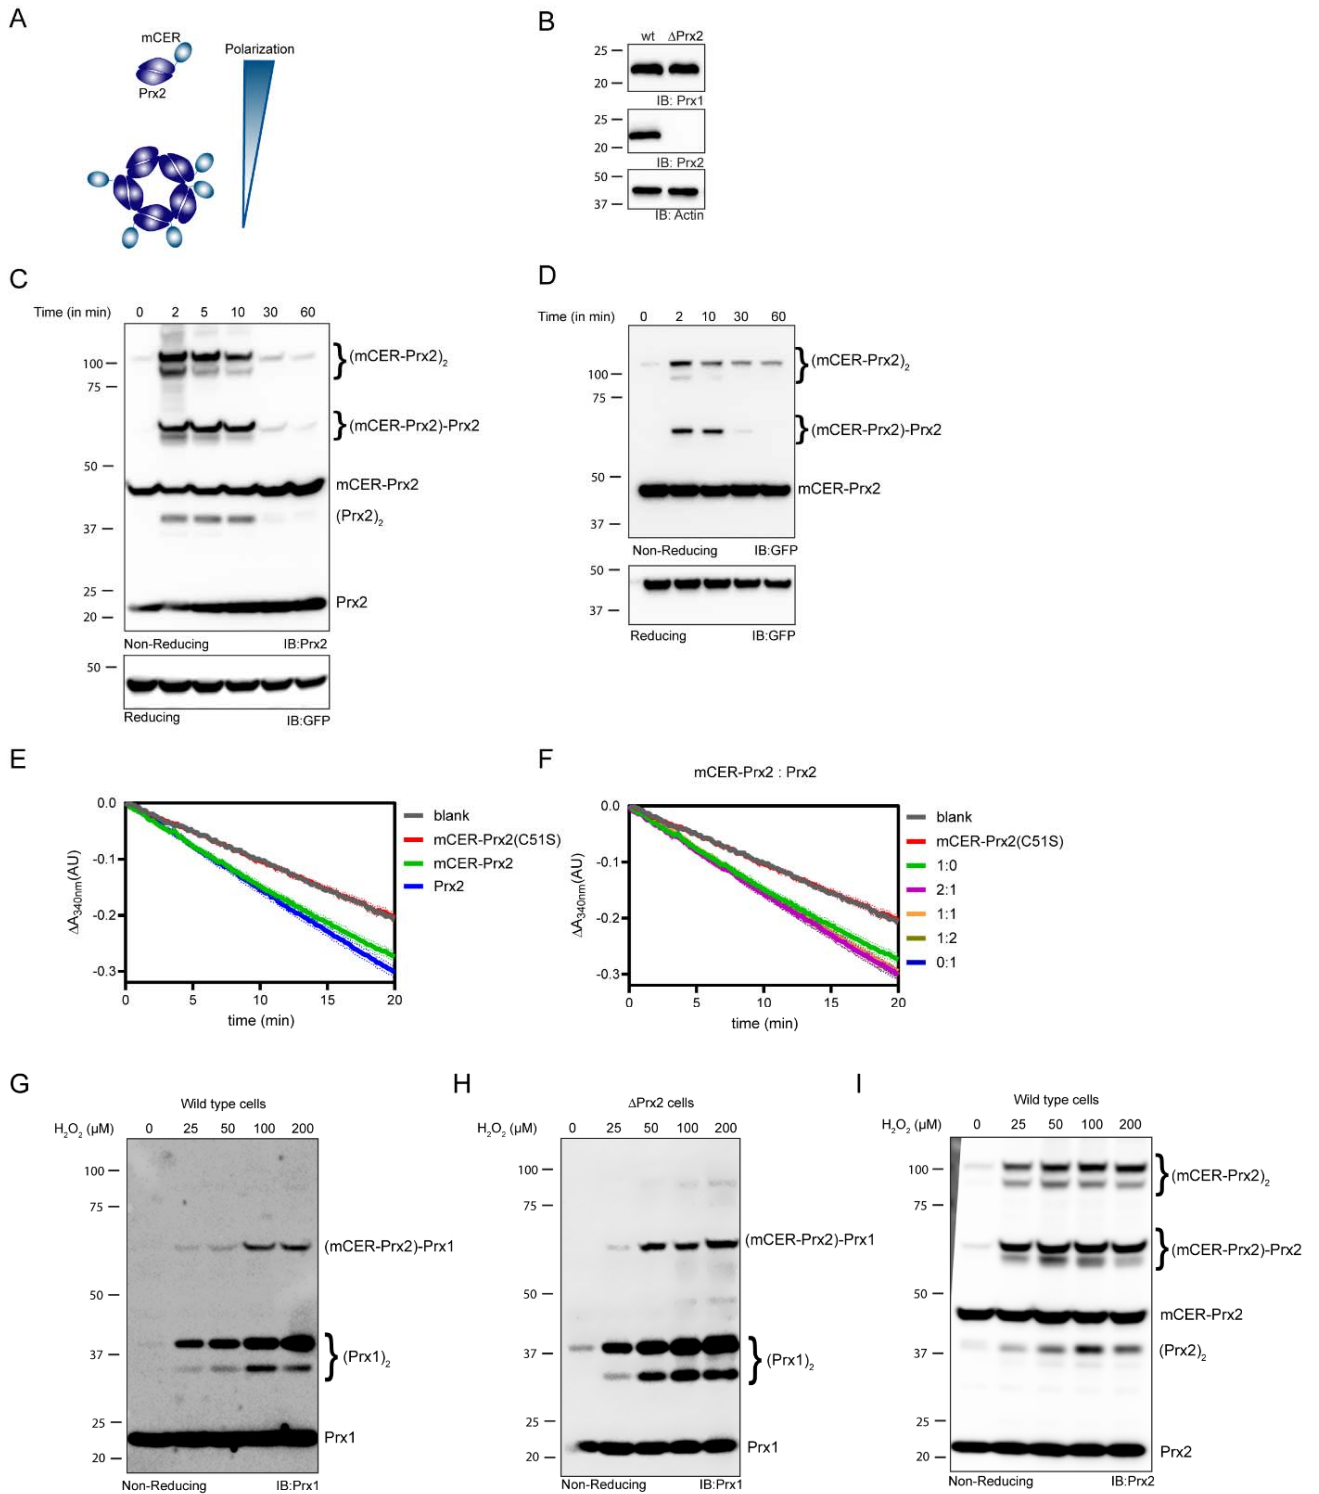 A
mCER
Polarization
Prx2
B
wt ΔPrx2
25
20
IB: Prx1
25
20
IB: Prx2
50
37
IB: Actin
C
Time (in min) 0 2 5 10 30 60
100
75
50
37
25
20
(mCER-Prx2)2
(mCER-Prx2)-Prx2
mCER-Prx2
(Prx2)2
Prx2
Non-Reducing IB:Prx2
50
Reducing IB:GFP
D
Time (in min) 0 2 10 30 60
100
75
50
37
(mCER-Prx2)2
(mCER-Prx2)-Prx2
mCER-Prx2
Non-Reducing IB:GFP
50
37
Reducing IB:GFP
E
0.0
-0.1
-0.2
-0.3
ΔA340nm(AU)
0 5 10 15 20
time (min)
blank
mCER-Prx2(C51S)
mCER-Prx2
Prx2
F
mCER-Prx2 : Prx2
0.0
-0.1
-0.2
-0.3
ΔA340nm(AU)
0 5 10 15 20
time (min)
blank
mCER-Prx2(C51S)
1:0
2:1
1:1
1:2
0:1
G
Wild type cells
H2O2 (µM) 0 25 50 100 200
100
75
50
37
25
20
(mCER-Prx2)-Prx1
(Prx1)2
Prx1
Non-Reducing IB:Prx1
H
ΔPrx2 cells
H2O2 (µM) 0 25 50 100 200
100
75
50
37
25
20
(mCER-Prx2)-Prx1
(Prx1)2
Prx1
Non-Reducing IB:Prx1
I
Wild type cells
H2O2 (µM) 0 25 50 100 200
100
75
50
37
25
20
(mCER-Prx2)2
(mCER-Prx2)-Prx2
mCER-Prx2
(Prx2)2
Prx2
Non-Reducing IB:Prx2